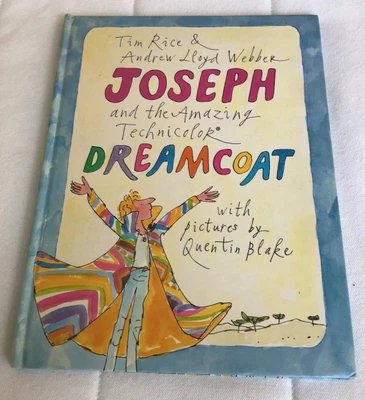 Tim Rice &
Andrew Lloyd Webber
JOSEPH
and the Amazing
Technicolor®
DREAMCOAT
with
pictures by
Quentin Blake